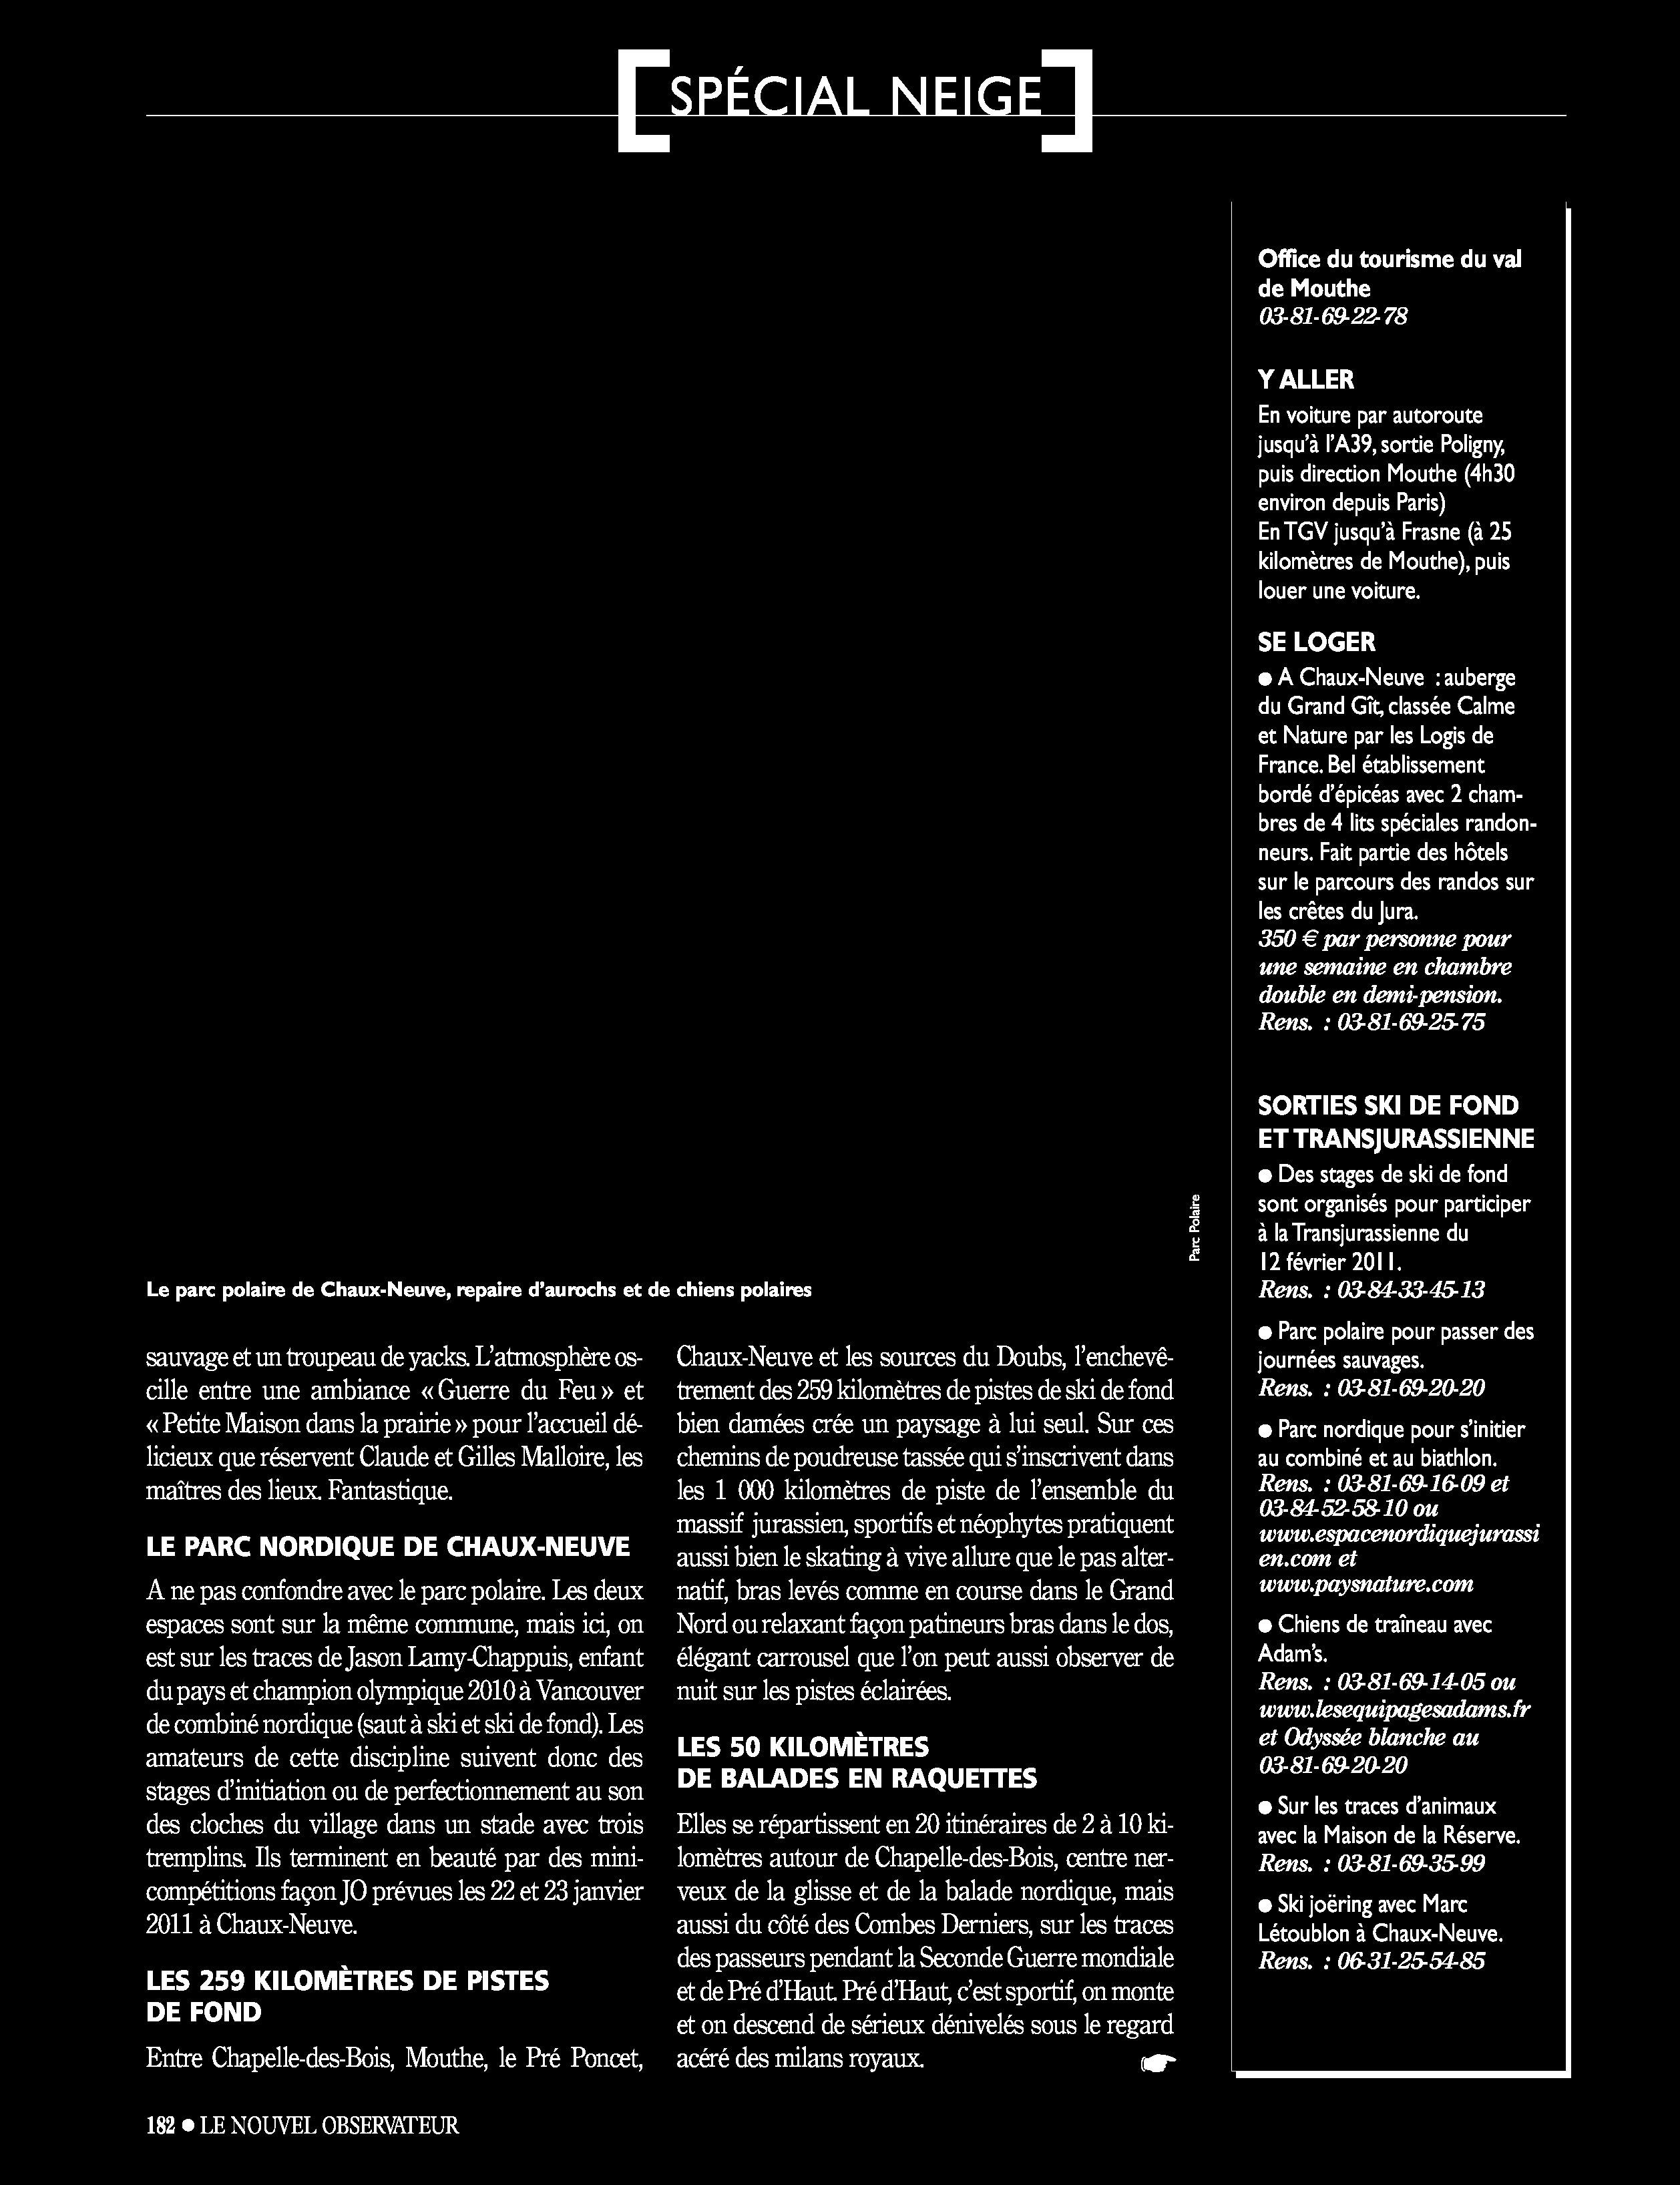 SPÉCIAL NEIGE
Parc Polaire
Le parc polaire de Chaux-Neuve, repaire d'aurochs et de chiens polaires
sauvage et un troupeau de yacks. L'atmosphère os-
cille entre une ambiance « Guerre du Feu » et
« Petite Maison dans la prairie » pour l'accueil dé-
licieux que réservent Claude et Gilles Malloire, les
maîtres des lieux. Fantastique.
LE PARC NORDIQUE DE CHAUX-NEUVE
A ne pas confondre avec le parc polaire. Les deux
espaces sont sur la même commune, mais ici, on
est sur les traces de Jason Lamy-Chappuis, enfant
du pays et champion olympique 2010 à Vancouver
de combiné nordique (saut à ski et ski de fond). Les
amateurs de cette discipline suivent donc des
stages d'initiation ou de perfectionnement au son
des cloches du village dans un stade avec trois
tremplins. Ils terminent en beauté par des mini-
compétitions façon JO prévues les 22 et 23 janvier
2011 à Chaux-Neuve.
LES 259 KILOMÈTRES DE PISTES
DE FOND
Entre Chapelle-des-Bois, Mouthe, le Pré Poncet,
Chaux-Neuve et les sources du Doubs, l'enchevê-
trement des 259 kilomètres de pistes de ski de fond
bien damées crée un paysage à lui seul. Sur ces
chemins de poudreuse tassée qui s'inscrivent dans
les 1 000 kilomètres de piste de l'ensemble du
massif jurassien, sportifs et néophytes pratiquent
aussi bien le skating à vive allure que le pas alter-
natif, bras levés comme en course dans le Grand
Nord ou relaxant façon patineurs bras dans le dos,
élégant carrousel que l'on peut aussi observer de
nuit sur les pistes éclairées.
LES 50 KILOMÈTRES
DE BALADES EN RAQUETTES
Elles se répartissent en 20 itinéraires de 2 à 10 ki-
lomètres autour de Chapelle-des-Bois, centre ner-
veux de la glisse et de la balade nordique, mais
aussi du côté des Combes Derniers, sur les traces
des passeurs pendant la Seconde Guerre mondiale
et de Pré d'Haut. Pré d'Haut, c'est sportif, on monte
et on descend de sérieux dénivelés sous le regard
acéré des milans royaux.
Office du tourisme du val
de Mouthe
03-81-69-22-78
Y ALLER
En voiture par autoroute
jusqu'à l'A39, sortie Poligny,
puis direction Mouthe (4h30
environ depuis Paris)
En TGV jusqu'à Frasne (à 25
kilomètres de Mouthe), puis
louer une voiture.
SE LOGER
● A Chaux-Neuve : auberge
du Grand Gît, classée Calme
et Nature par les Logis de
France. Bel établissement
bordé d'épicéas avec 2 cham-
bres de 4 lits spéciales randon-
neurs. Fait partie des hôtels
sur le parcours des randos sur
les crêtes du Jura.
350 € par personne pour
une semaine en chambre
double en demi-pension.
Rens. : 03-81-69-25-75
SORTIES SKI DE FOND
ET TRANSJURASSIENNE
● Des stages de ski de fond
sont organisés pour participer
à la Transjurassienne du
12 février 2011.
Rens. : 03-84-33-45-13
● Parc polaire pour passer des
journées sauvages.
Rens. : 03-81-69-20-20
● Parc nordique pour s'initier
au combiné et au biathlon.
Rens. : 03-81-69-16-09 et
03-84-52-58-10 ou
www.espacenordiquejurassi
en.com et
www.paysnature.com
● Chiens de traîneau avec
Adam's.
Rens. : 03-81-69-14-05 ou
www.lesequipagesadams.fr
et Odyssée blanche au
03-81-69-20-20
● Sur les traces d'animaux
avec la Maison de la Réserve.
Rens. : 03-81-69-35-99
● Ski joëring avec Marc
Létoublon à Chaux-Neuve.
Rens. : 06-31-25-54-85
182 ● LE NOUVEL OBSERVATEUR